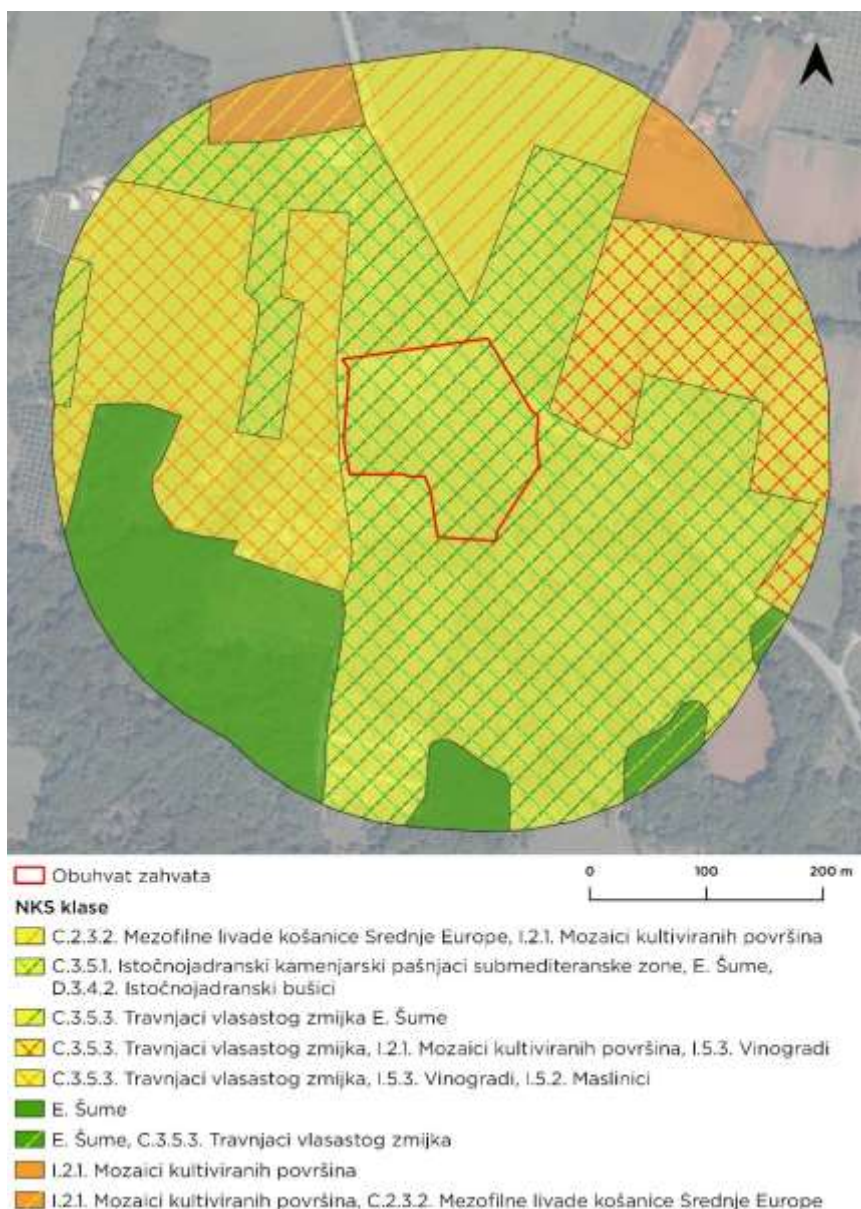 Obuhvat zahvata
0 100 200 m
NKS klase
C.2.3.2. Mezofilne livade košanice Srednje Europe, I.2.1. Mozaici kultiviranih površina
C.3.5.1. Istočnojadranski kamenjarski pašnjaci submediteranske zone, E. Šume,
D.3.4.2. Istočnojadranski bušici
C.3.5.3. Travnjaci vlasastog zmijka E. Šume
C.3.5.3. Travnjaci vlasastog zmijka, I.2.1. Mozaici kultiviranih površina, I.5.3. Vinogradi
C.3.5.3. Travnjaci vlasastog zmijka, I.5.3. Vinogradi, I.5.2. Maslinici
E. Šume
E. Šume, C.3.5.3. Travnjaci vlasastog zmijka
I.2.1. Mozaici kultiviranih površina
I.2.1. Mozaici kultiviranih površina, C.2.3.2. Mezofilne livade košanice Srednje Europe